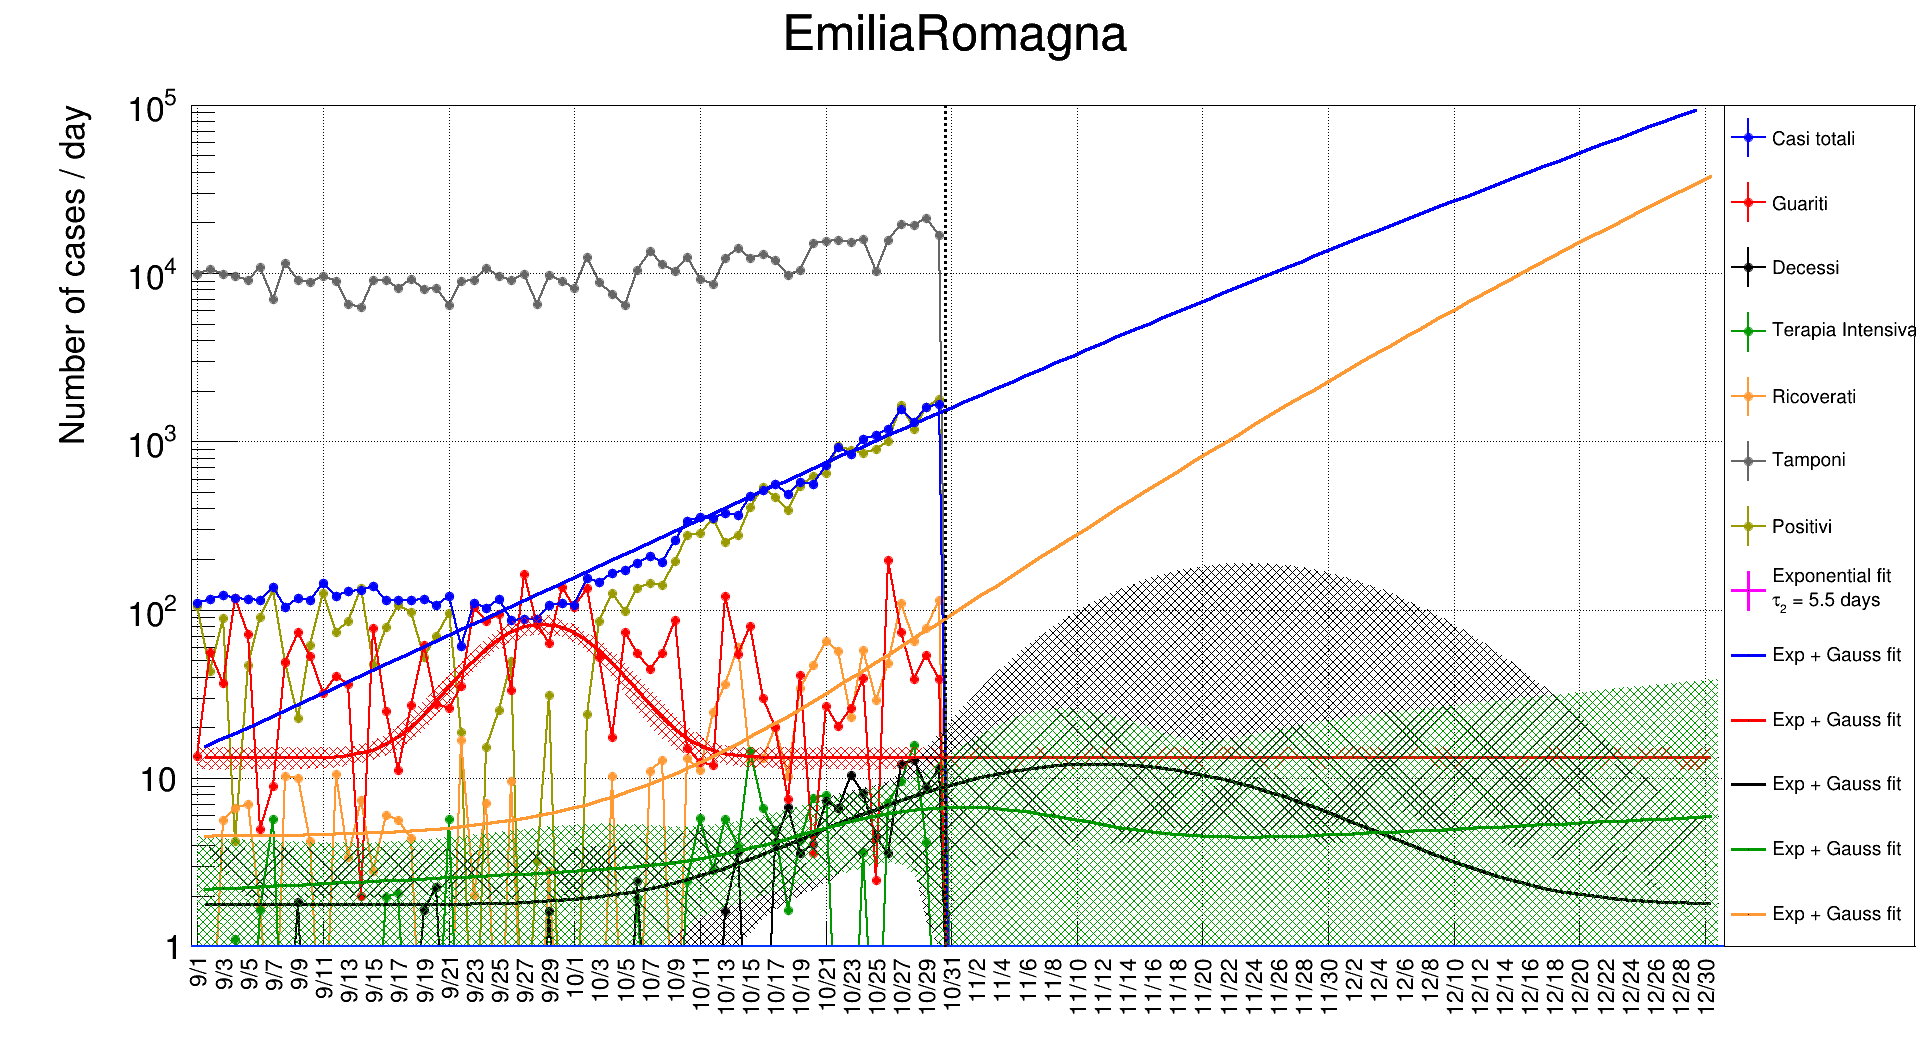 EmiliaRomagna
Number of cases / day
10^5
10^4
10^3
10^2
10
1
9/1 9/3 9/5 9/7 9/9 9/11 9/13 9/15 9/17 9/19 9/21 9/23 9/25 9/27 9/29 10/1 10/3 10/5 10/7 10/9 10/11 10/13 10/15 10/17 10/19 10/21 10/23 10/25 10/27 10/29 10/31 11/2 11/4 11/6 11/8 11/10 11/12 11/14 11/16 11/18 11/20 11/22 11/24 11/26 11/28 11/30 12/2 12/4 12/6 12/8 12/10 12/12 12/14 12/16 12/18 12/20 12/22 12/24 12/26 12/28 12/30
Casi totali
Guariti
Decessi
Terapia Intensiva
Ricoverati
Tamponi
Positivi
Exponential fit
τ2 = 5.5 days
Exp + Gauss fit
Exp + Gauss fit
Exp + Gauss fit
Exp + Gauss fit
Exp + Gauss fit